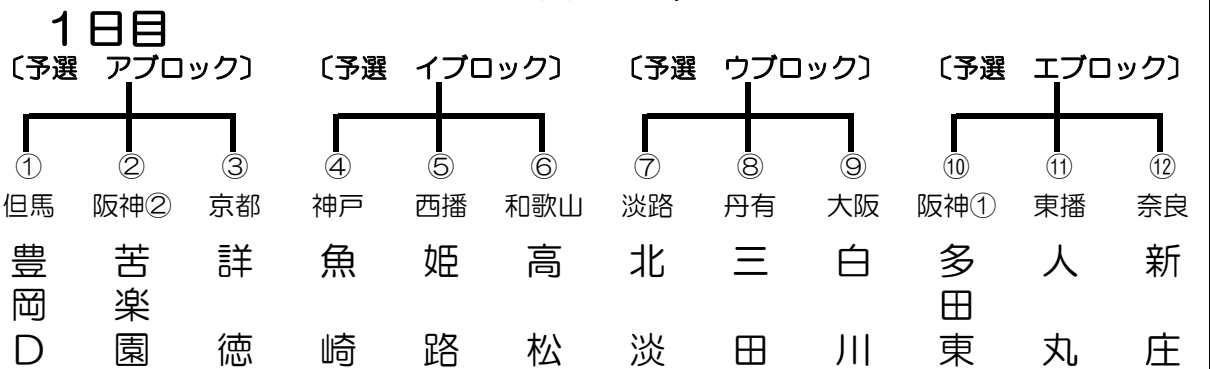 1日目
〔予選 アブロック〕 〔予選 イブロック〕 〔予選 ウブロック〕 〔予選 エブロック〕
① ② ③ ④ ⑤ ⑥ ⑦ ⑧ ⑨ ⑩ ⑪ ⑫
但馬 阪神② 京都 神戸 西播 和歌山 淡路 丹有 大阪 阪神① 東播 奈良
豊岡D 苦楽園 詳徳 魚崎 姫路 高松 北淡 三田 白川 多田東 人丸 新庄